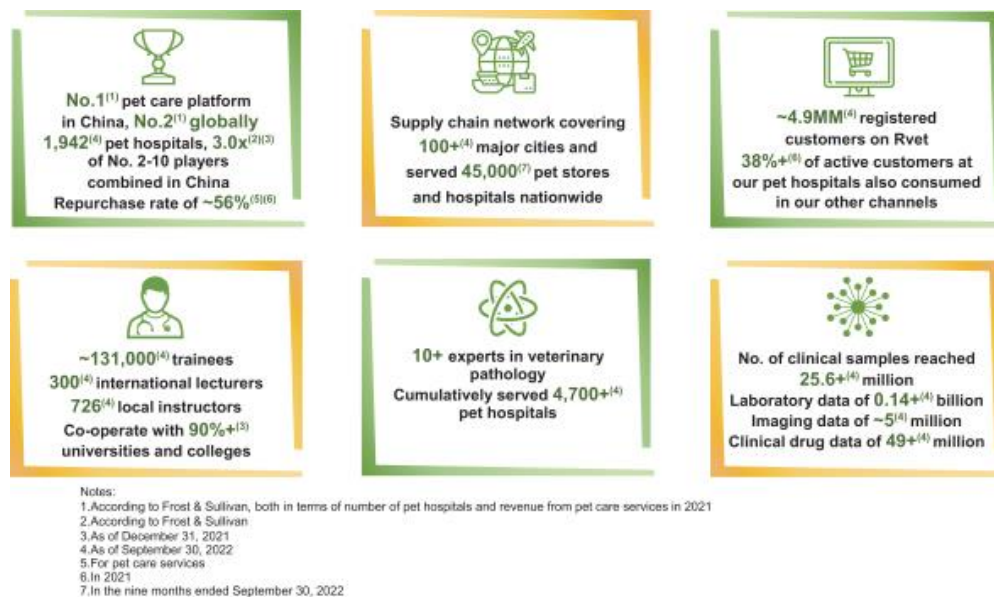 No.1(1) pet care platform
in China, No.2(1) globally
1,942(4) pet hospitals, 3.0x(2)(3)
of No. 2-10 players
combined in China
Repurchase rate of ~56%(5)(6)
Supply chain network covering
100+(4) major cities and
served 45,000(7) pet stores
and hospitals nationwide
~4.9MM(4) registered
customers on Rvet
38%+(6) of active customers at
our pet hospitals also consumed
in our other channels
~131,000(4) trainees
300(4) international lecturers
726(4) local instructors
Co-operate with 90%+(3)
universities and colleges
10+ experts in veterinary
pathology
Cumulatively served 4,700+(4)
pet hospitals
No. of clinical samples reached
25.6+(4) million
Laboratory data of 0.14+(4) billion
Imaging data of ~5(4) million
Clinical drug data of 49+(4) million
Notes:
1.According to Frost & Sullivan, both in terms of number of pet hospitals and revenue from pet care services in 2021
2.According to Frost & Sullivan
3.As of December 31, 2021
4.As of September 30, 2022
5.For pet care services
6.In 2021
7.In the nine months ended September 30, 2022